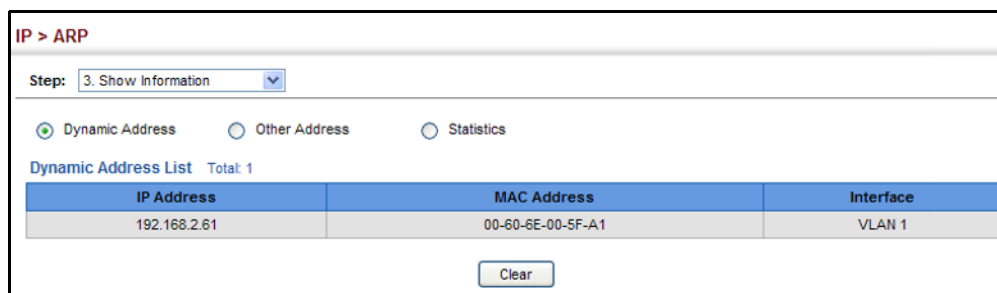 IP > ARP
Step: 3. Show Information
Dynamic Address Other Address Statistics
Dynamic Address List Total: 1
IP Address MAC Address Interface
192.168.2.61 00-60-6E-00-5F-A1 VLAN 1
Clear